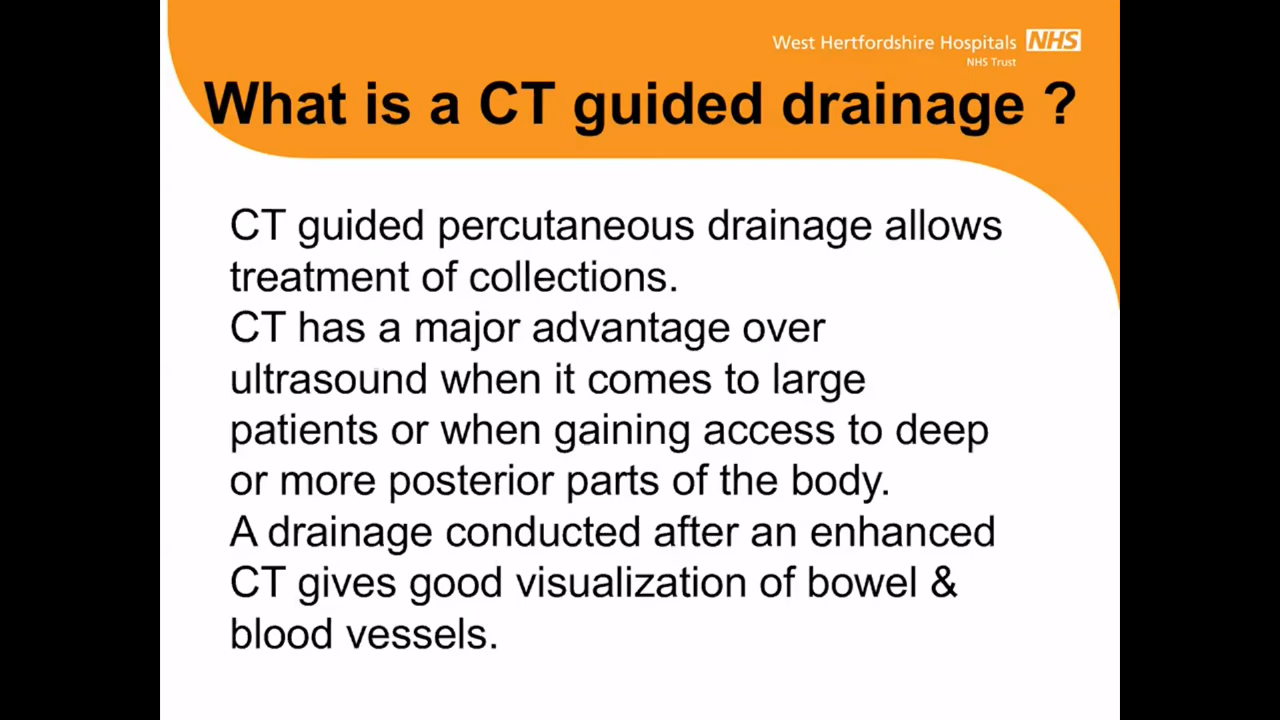 West Hertfordshire Hospitals NHS
NHS Trust
What is a CT guided drainage ?
CT guided percutaneous drainage allows
treatment of collections.
CT has a major advantage over
ultrasound when it comes to large
patients or when gaining access to deep
or more posterior parts of the body.
A drainage conducted after an enhanced
CT gives good visualization of bowel &
blood vessels.